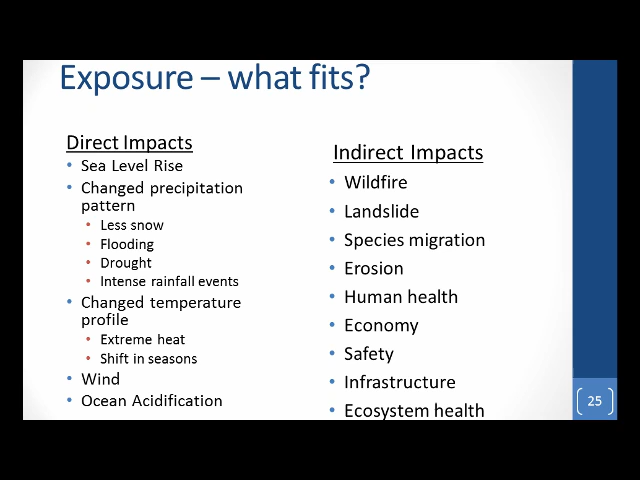 Exposure – what fits?
Direct Impacts
• Sea Level Rise
• Changed precipitation
pattern
• Less snow
• Flooding
• Drought
• Intense rainfall events
• Changed temperature
profile
• Extreme heat
• Shift in seasons
• Wind
• Ocean Acidification
Indirect Impacts
• Wildfire
• Landslide
• Species migration
• Erosion
• Human health
• Economy
• Safety
• Infrastructure
• Ecosystem health
25